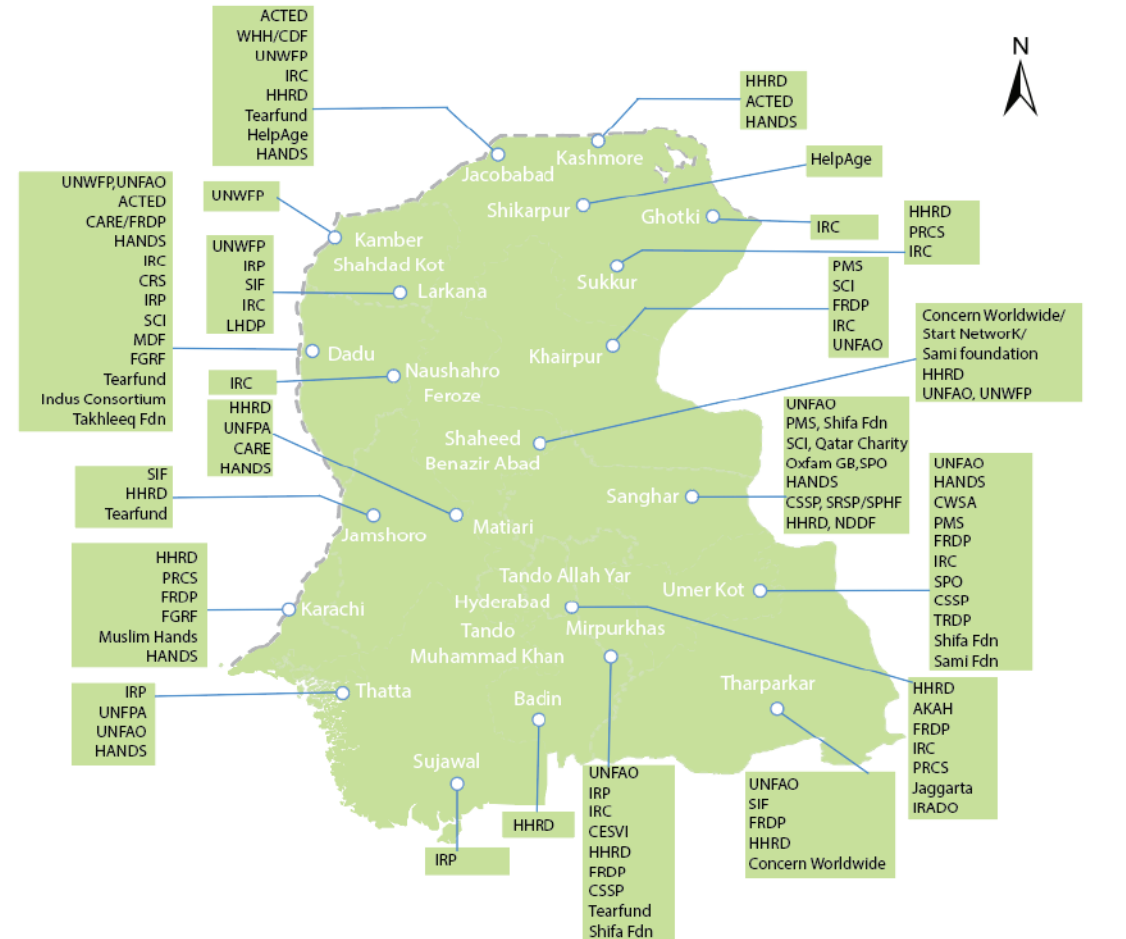 ACTED
WHH/CDF
UNWFP
IRC
HHRD
Tearfund
HelpAge
HANDS
N
HHRD
ACTED
HANDS
HelpAge
IRC
HHRD
PRCS
IRC
UNWFP,UNFAO
ACTED
CARE/FRDP
HANDS
IRC
CRS
IRP
SCI
MDF
FGRF
Tearfund
Indus Consortium
Takhleeq Fdn
UNWFP
UNWFP
IRP
SIF
IRC
LHDP
IRC
HHRD
UNFPA
CARE
HANDS
SIF
HHRD
Tearfund
HHRD
PRCS
FRDP
FGRF
Muslim Hands
HANDS
IRP
UNFPA
UNFAO
HANDS
Jacobabad
Kashmore
Shikarpur
Ghotki
Kamber
Shahdad Kot
Sukkur
Larkana
Dadu
Khairpur
Naushahro
Feroze
Shaheed
Benazir Abad
Sanghar
Matiari
Jamshoro
Tando Allah Yar
Umer Kot
Hyderabad
Karachi
Tando
Muhammad Khan
Mirpurkhas
Thatta
Badin
Tharparkar
Sujawal
PMS
SCI
FRDP
IRC
UNFAO
Concern Worldwide/
Start NetworK/
Sami foundation
HHRD
UNFAO, UNWFP
UNFAO
PMS, Shifa Fdn
SCI, Qatar Charity
Oxfam GB,SPO
HANDS
CSSP, SRSP/SPHF
HHRD, NDDF
UNFAO
HANDS
CWSA
PMS
FRDP
IRC
SPO
CSSP
TRDP
Shifa Fdn
Sami Fdn
HHRD
AKAH
FRDP
IRC
PRCS
Jaggarta
IRADO
UNFAO
SIF
FRDP
HHRD
Concern Worldwide
UNFAO
IRP
IRC
CESVI
HHRD
FRDP
CSSP
Tearfund
Shifa Fdn
HHRD
IRP